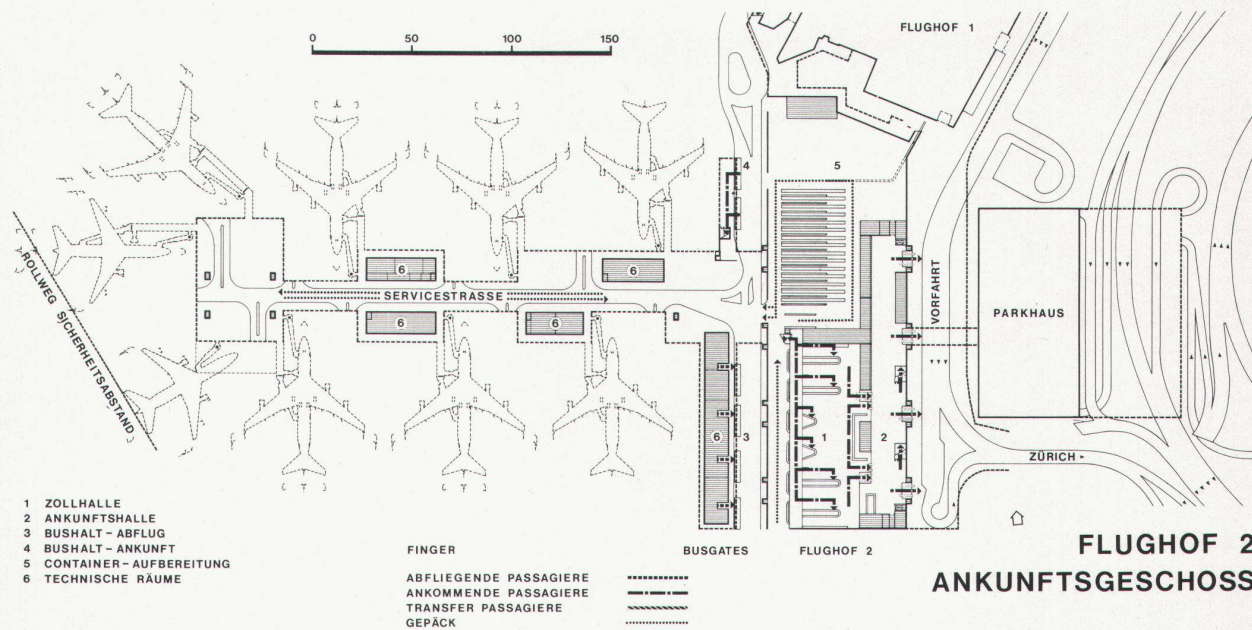 FLUGHOF 1
0 50 100 150
4
5
6
6
ROLLWEG SICHERHEITSABSTAND
SERVICESTRASSE
VORFAHRT
PARKHAUS
6
6
6
3
1
2
ZÜRICH
1 ZOLLHALLE
2 ANKUNFTSHALLE
3 BUSHALT – ABFLUG
4 BUSHALT – ANKUNFT
5 CONTAINER – AUFBEREITUNG
6 TECHNISCHE RÄUME
FINGER
BUSGATES
FLUGHOF 2
ABFLIEGENDE PASSAGIERE
ANKOMMENDE PASSAGIERE
TRANSFER PASSAGIERE
GEPÄCK
FLUGHOF 2
ANKUNFTSGESCHOSS